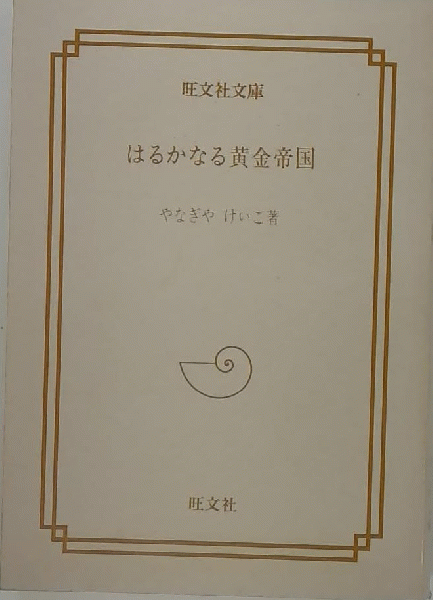 旺文社文庫
はるかなる黄金帝国
やなぎや けいこ著
旺文社